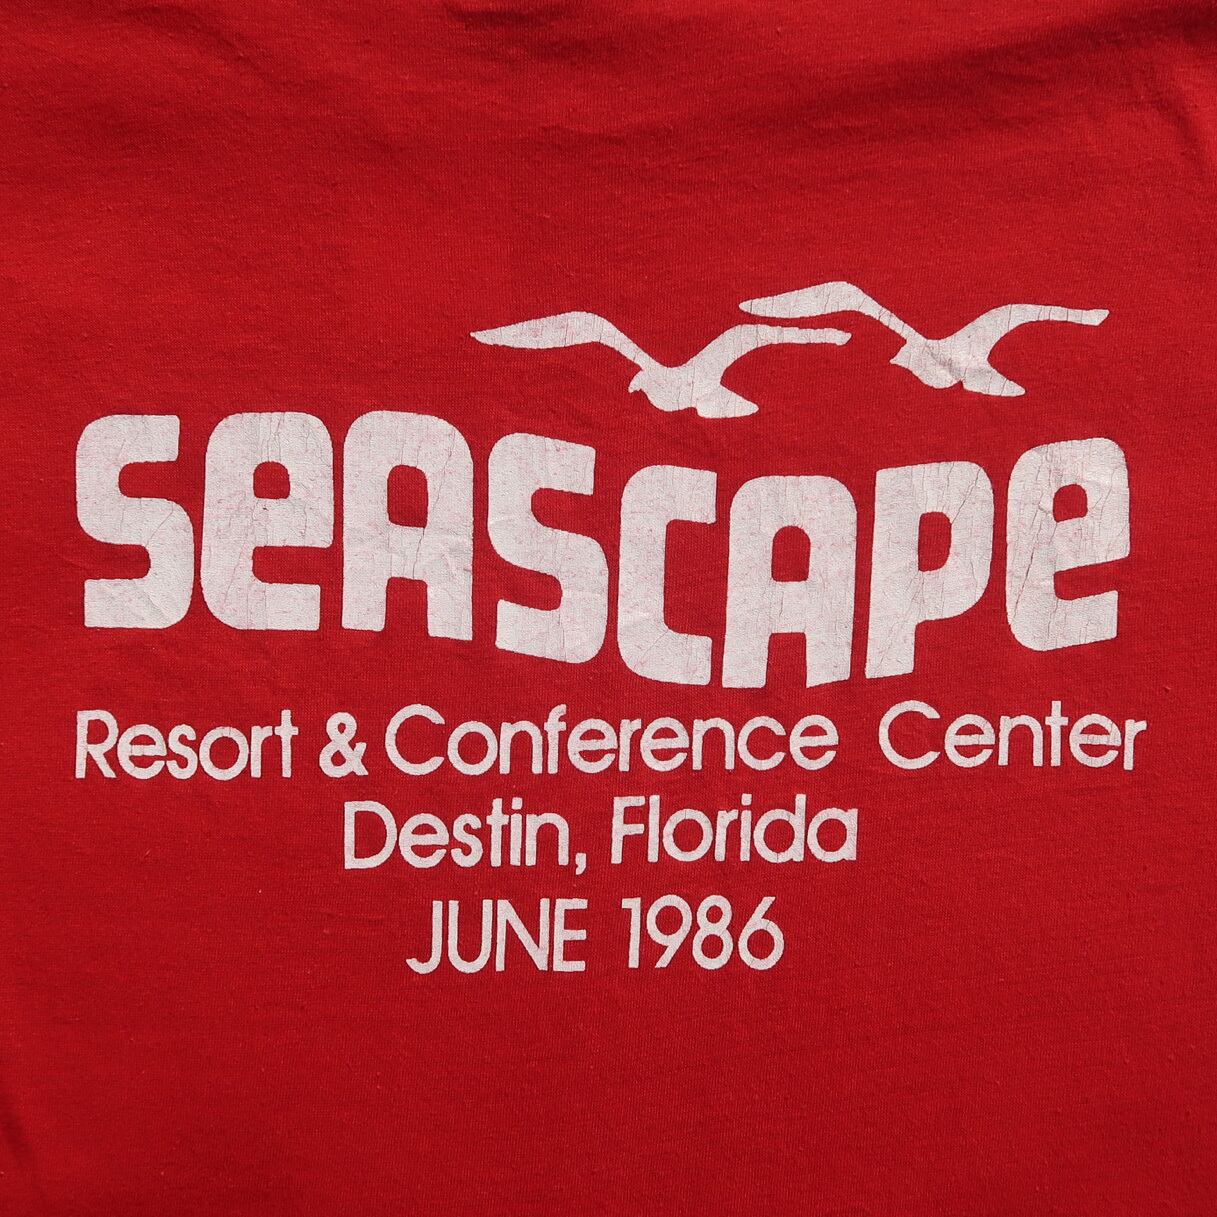 SEASCAPE
Resort & Conference Center
Destin, Florida
JUNE 1986